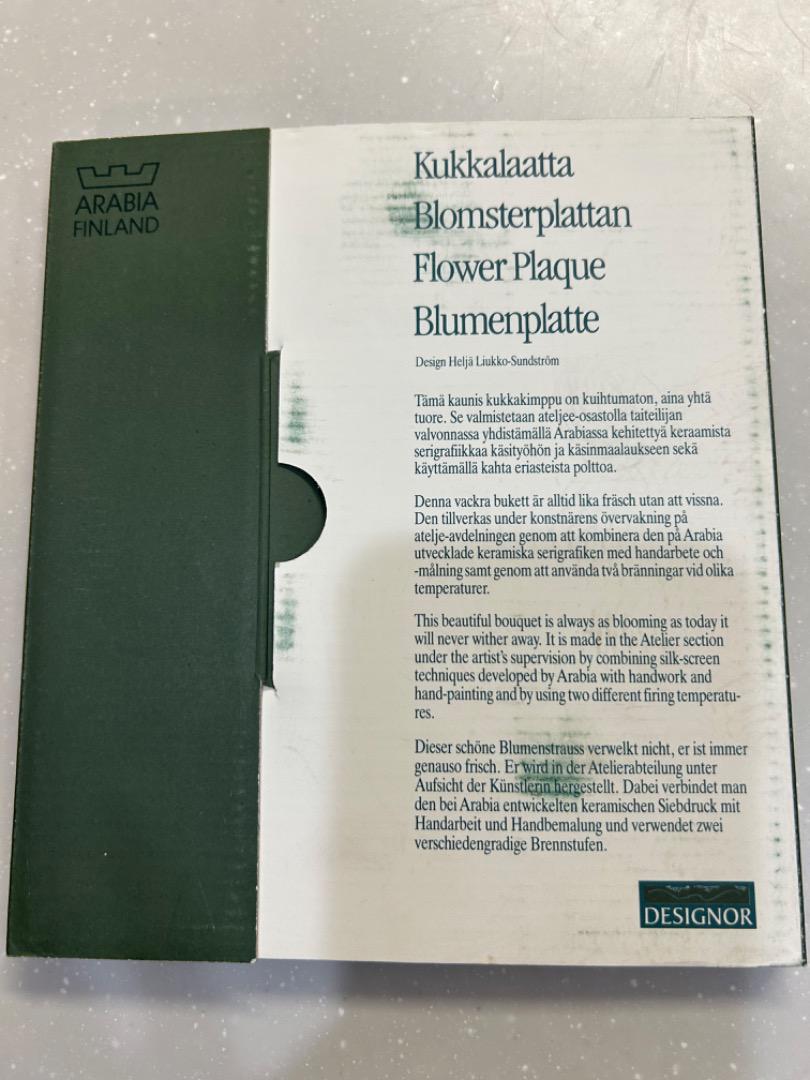 ARABIA
FINLAND
Kukkalaatta
Blomsterplattan
Flower Plaque
Blumenplatte
Design Heljä Liukko-Sundström
Tämä kaunis kukkakimppu on kuihtumaton, aina yhtä
tuore. Se valmistetaan ateljee-osastolla taiteilijan
valvonnassa yhdistämällä Arabiassa kehitettyä keraamista
serigrafiikkaa käsityöhön ja käsinmaalaukseen sekä
käyttämällä kahta eriasteista polttoa.
Denna vackra bukett är alltid lika fräsch utan att vissna.
Den tillverkas under konstnärens övervakning på
atelje-avdelningen genom att kombinera den på Arabia
utvecklade keramiska serigrafiken med handarbete och
-målning samt genom att använda två bränningar vid olika
temperaturer.
This beautiful bouquet is always as blooming as today it
will never wither away. It is made in the Atelier section
under the artist's supervision by combining silk-screen
techniques developed by Arabia with handwork and
hand-painting and by using two different firing temperatu-
res.
Dieser schöne Blumenstrauss verwelkt nicht, er ist immer
genauso frisch. Er wird in der Atelierabteilung unter
Aufsicht der Künstlerin hergestellt. Dabei verbindet man
den bei Arabia entwickelten keramischen Siebdruck mit
Handarbeit und Handbemalung und verwendet zwei
verschiedengradige Brennstufen.
DESIGNOR